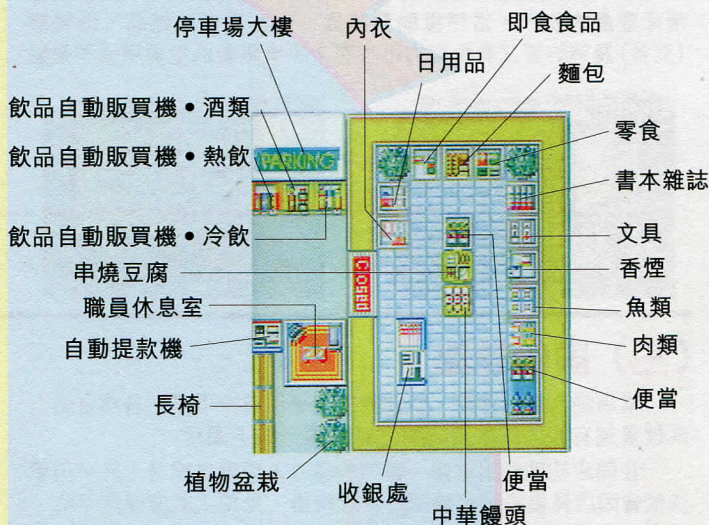 停車場大樓
內衣
即食食品
日用品
麵包
飲品自動販買機•酒類
零食
飲品自動販買機•熱飲
PARKING
書本雜誌
飲品自動販買機•冷飲
文具
串燒豆腐
Closed
香煙
職員休息室
魚類
自動提款機
肉類
長椅
便當
植物盆栽
收銀處
便當
中華饅頭